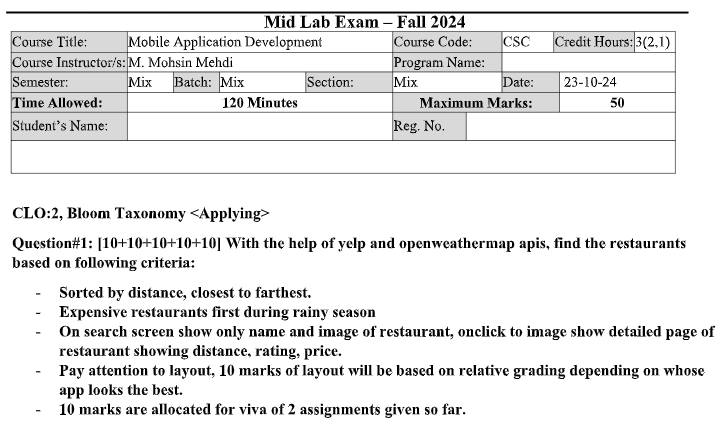 Mid Lab Exam – Fall 2024
Course Title: Mobile Application Development Course Code: CSC Credit Hours: 3(2,1)
Course Instructor/s: M. Mohsin Mehdi Program Name:
Semester: Mix Batch: Mix Section: Mix Date: 23-10-24
Time Allowed: 120 Minutes Maximum Marks: 50
Student's Name: Reg. No.
CLO:2, Bloom Taxonomy <Applying>
Question#1: [10+10+10+10+10] With the help of yelp and openweathermap apis, find the restaurants
based on following criteria:
- Sorted by distance, closest to farthest.
- Expensive restaurants first during rainy season
- On search screen show only name and image of restaurant, onclick to image show detailed page of
restaurant showing distance, rating, price.
- Pay attention to layout, 10 marks of layout will be based on relative grading depending on whose
app looks the best.
- 10 marks are allocated for viva of 2 assignments given so far.